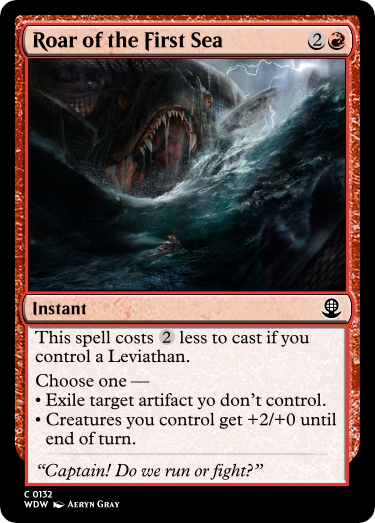 Roar of the First Sea 2
Instant
This spell costs 2 less to cast if you
control a Leviathan.
Choose one —
• Exile target artifact yo don't control.
• Creatures you control get +2/+0 until
end of turn.
“Captain! Do we run or fight?”
C 0132
WDW Aeryn Gray